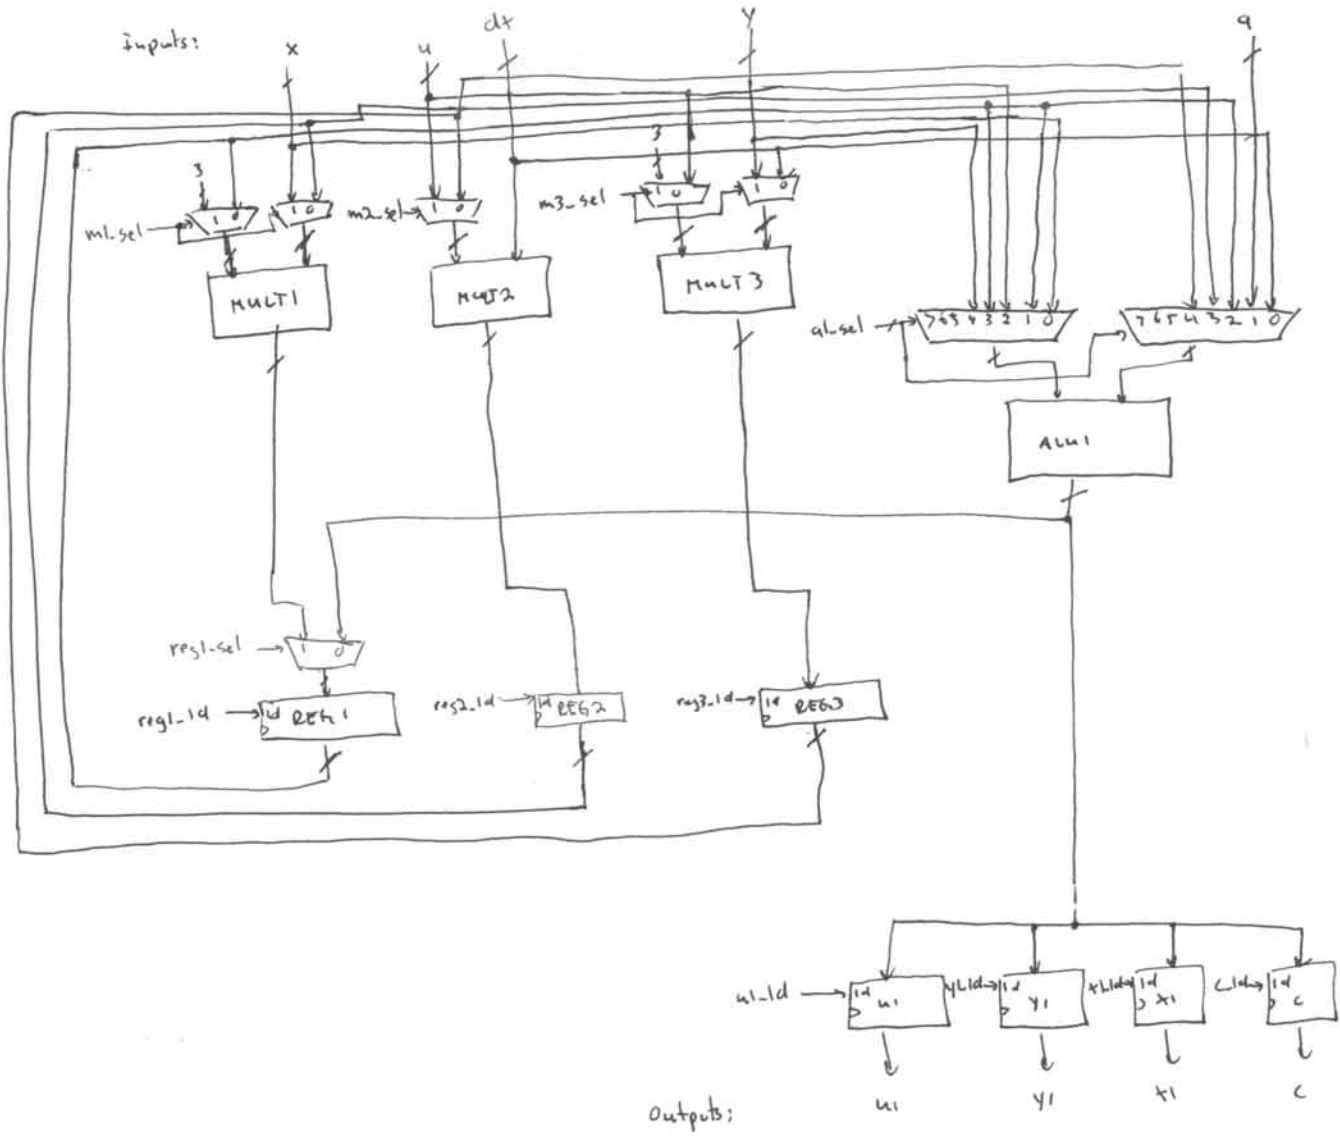 Inputs:
x
u
dx
y
a
3
3
m1_sel
1 0
1 0
m2_sel
1 0
m3_sel
1 0
1 0
MULT1
MULT2
MULT3
a1_sel
7 6 5 4 3 2 1 0
7 6 5 4 3 2 1 0
ALU1
reg1_sel
1 0
reg1_ld
ld
REG1
reg2_ld
ld
REG2
reg3_ld
ld
REG3
u1_ld
ld
u1
y1_ld
ld
y1
x1_ld
ld
x1
c_ld
ld
c
Outputs:
u1
y1
x1
c